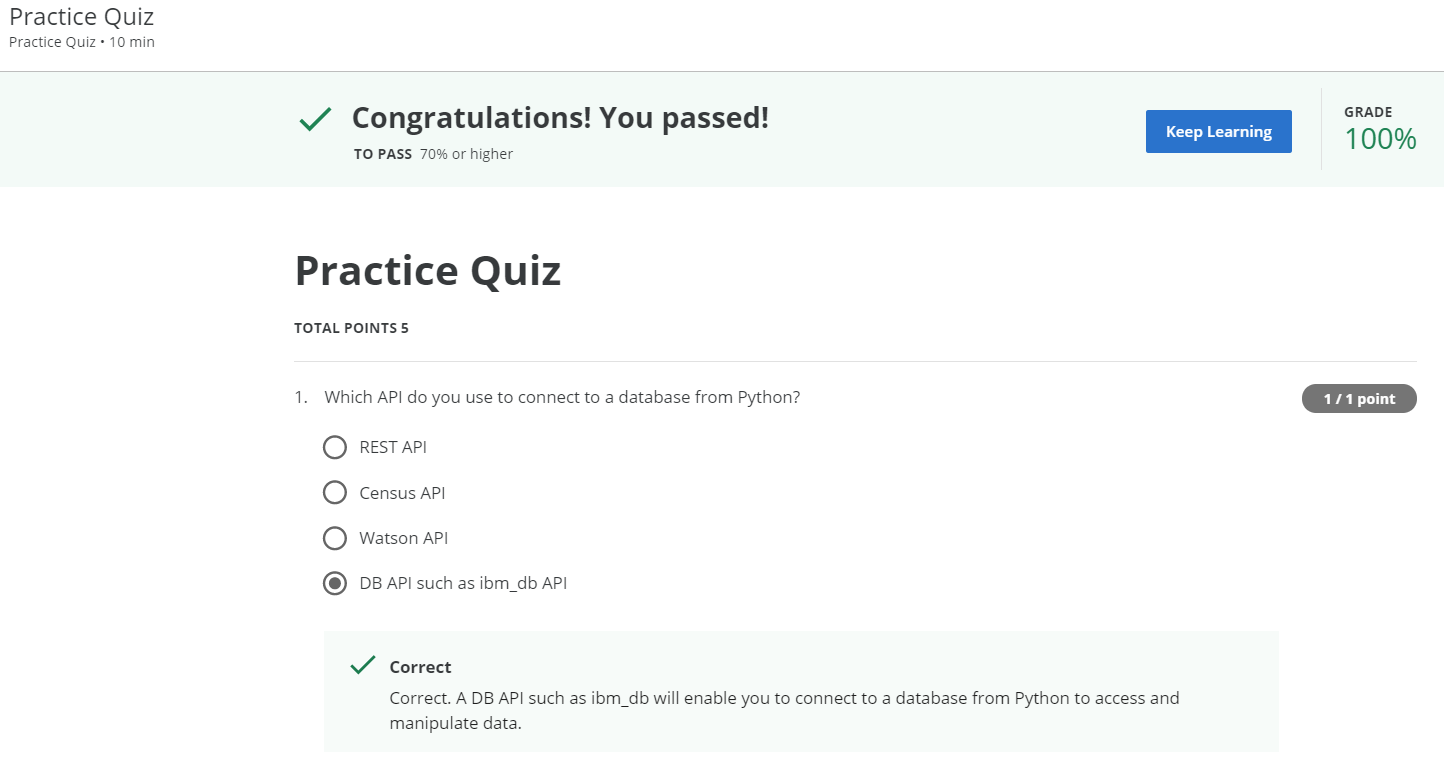 Practice Quiz
Practice Quiz • 10 min
Congratulations! You passed!
TO PASS 70% or higher
Keep Learning
GRADE
100%
Practice Quiz
TOTAL POINTS 5
1. Which API do you use to connect to a database from Python?
1 / 1 point
REST API
Census API
Watson API
DB API such as ibm_db API
Correct
Correct. A DB API such as ibm_db will enable you to connect to a database from Python to access and
manipulate data.